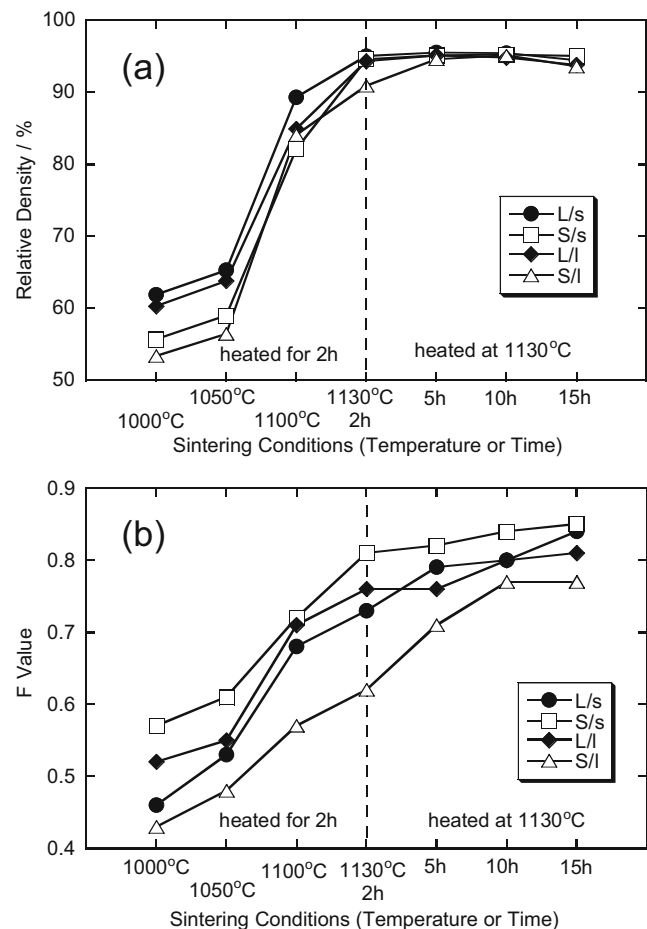 100
(a)
90
80
Relative Density / %
70
60
50
L/s
S/s
L/l
S/l
heated for 2h
heated at 1130°C
1000°C
1050°C
1100°C
1130°C
2h
5h
10h
15h
Sintering Conditions (Temperature or Time)
0.9
(b)
0.8
0.7
F Value
0.6
0.5
0.4
L/s
S/s
L/l
S/l
heated for 2h
heated at 1130°C
1000°C
1050°C
1100°C
1130°C
2h
5h
10h
15h
Sintering Conditions (Temperature or Time)